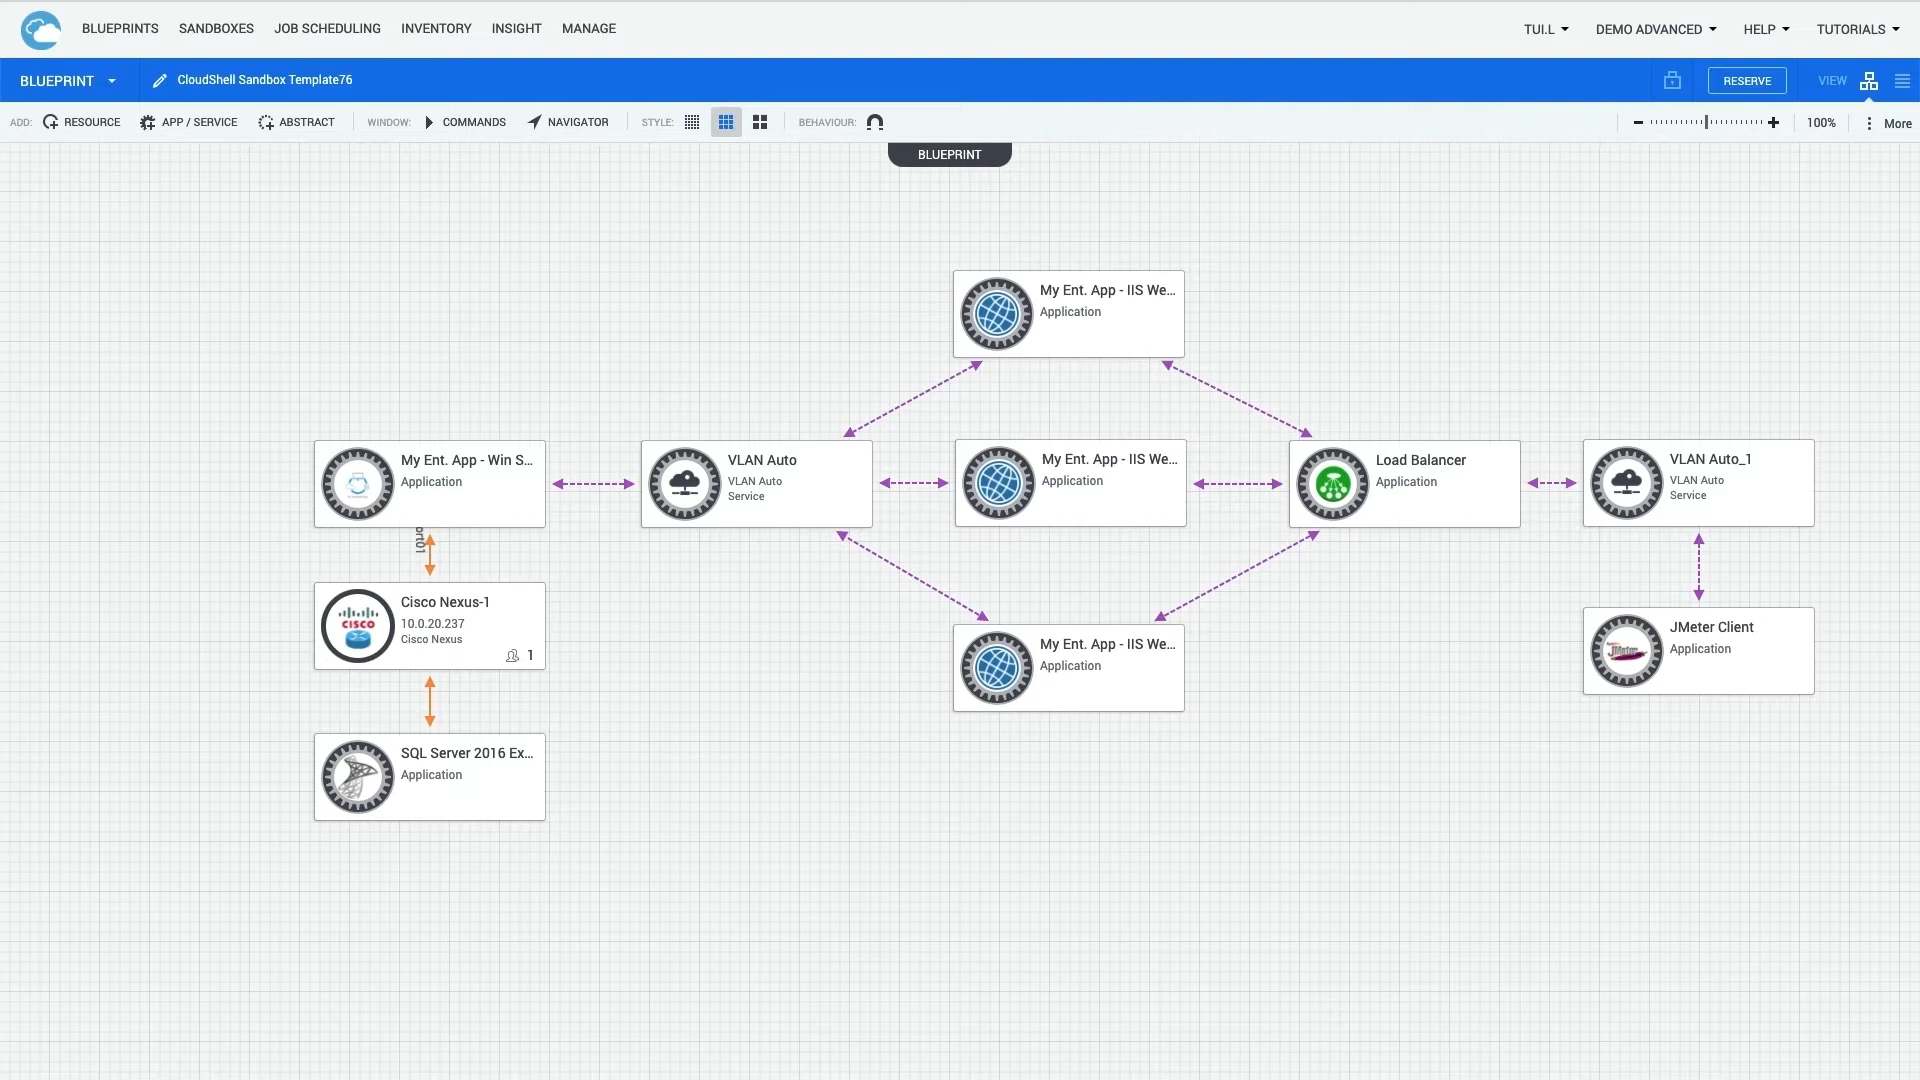 BLUEPRINTS SANDBOXES JOB SCHEDULING INVENTORY INSIGHT MANAGE TUI.L DEMO ADVANCED HELP TUTORIALS
BLUEPRINT CloudShell Sandbox Template76 RESERVE VIEW
ADD: RESOURCE APP / SERVICE ABSTRACT WINDOW: COMMANDS NAVIGATOR STYLE: BEHAVIOUR: 100% More
BLUEPRINT
My Ent. App - IIS We...
Application
My Ent. App - Win S...
Application
VLAN Auto
VLAN Auto
Service
My Ent. App - IIS We...
Application
Load Balancer
Application
VLAN Auto_1
VLAN Auto
Service
ort01
CISCO
Cisco Nexus-1
10.0.20.237
Cisco Nexus
1
My Ent. App - IIS We...
Application
JMeter
JMeter Client
Application
SQL Server 2016 Ex...
Application